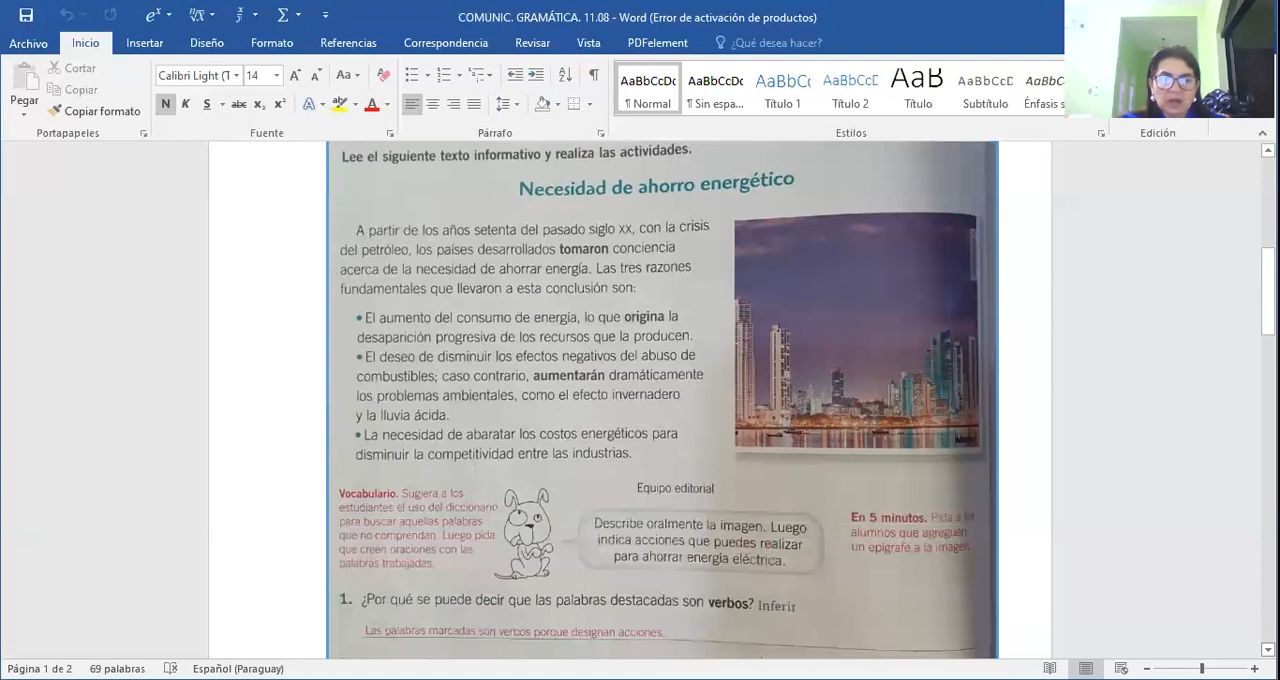 COMUNIC. GRAMÁTICA. 11.08 - Word (Error de activación de productos)
Archivo Inicio Insertar Diseño Formato Referencias Correspondencia Revisar Vista PDFelement ¿Qué desea hacer?
Pegar
Cortar
Copiar
Copiar formato
Portapapeles
Calibri Light (T 14
Fuente
Párrafo
AaBbCcDc AaBbCcDc AaBbC AaBbCcD AaB AaBbCcD AaBbC
¶ Normal ¶ Sin espa... Título 1 Título 2 Título Subtítulo Énfasis s
Estilos
Edición
Lee el siguiente texto informativo y realiza las actividades.
Necesidad de ahorro energético
A partir de los años setenta del pasado siglo XX, con la crisis
del petróleo, los países desarrollados tomaron conciencia
acerca de la necesidad de ahorrar energía. Las tres razones
fundamentales que llevaron a esta conclusión son:
• El aumento del consumo de energía, lo que origina la
desaparición progresiva de los recursos que la producen.
• El deseo de disminuir los efectos negativos del abuso de
combustibles; caso contrario, aumentarán dramáticamente
los problemas ambientales, como el efecto invernadero
y la lluvia ácida.
• La necesidad de abaratar los costos energéticos para
disminuir la competitividad entre las industrias.
Equipo editorial
Vocabulario. Sugiera a los
estudiantes el uso del diccionario
para buscar aquellas palabras
que no comprendan. Luego pida
que creen oraciones con las
palabras trabajadas.
Describe oralmente la imagen. Luego
indica acciones que puedes realizar
para ahorrar energía eléctrica.
En 5 minutos. Pida a los
alumnos que agreguen
un epígrafe a la imagen.
1. ¿Por qué se puede decir que las palabras destacadas son verbos? Inferir
Las palabras marcadas son verbos porque designan acciones.
Página 1 de 2 69 palabras Español (Paraguay)